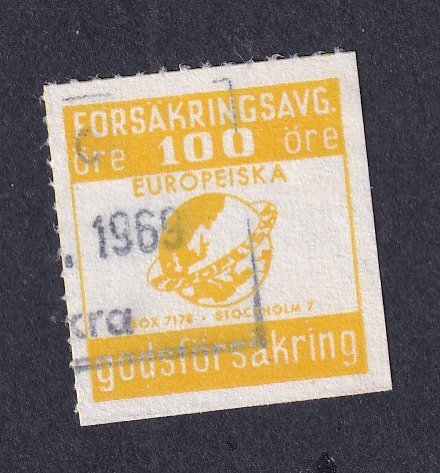 FÖRSÄKRINGSAVG.
öre 100 öre
EUROPEISKA
. 1969
BOX 7178 · STOCKHOLM 7
godsförsäkring